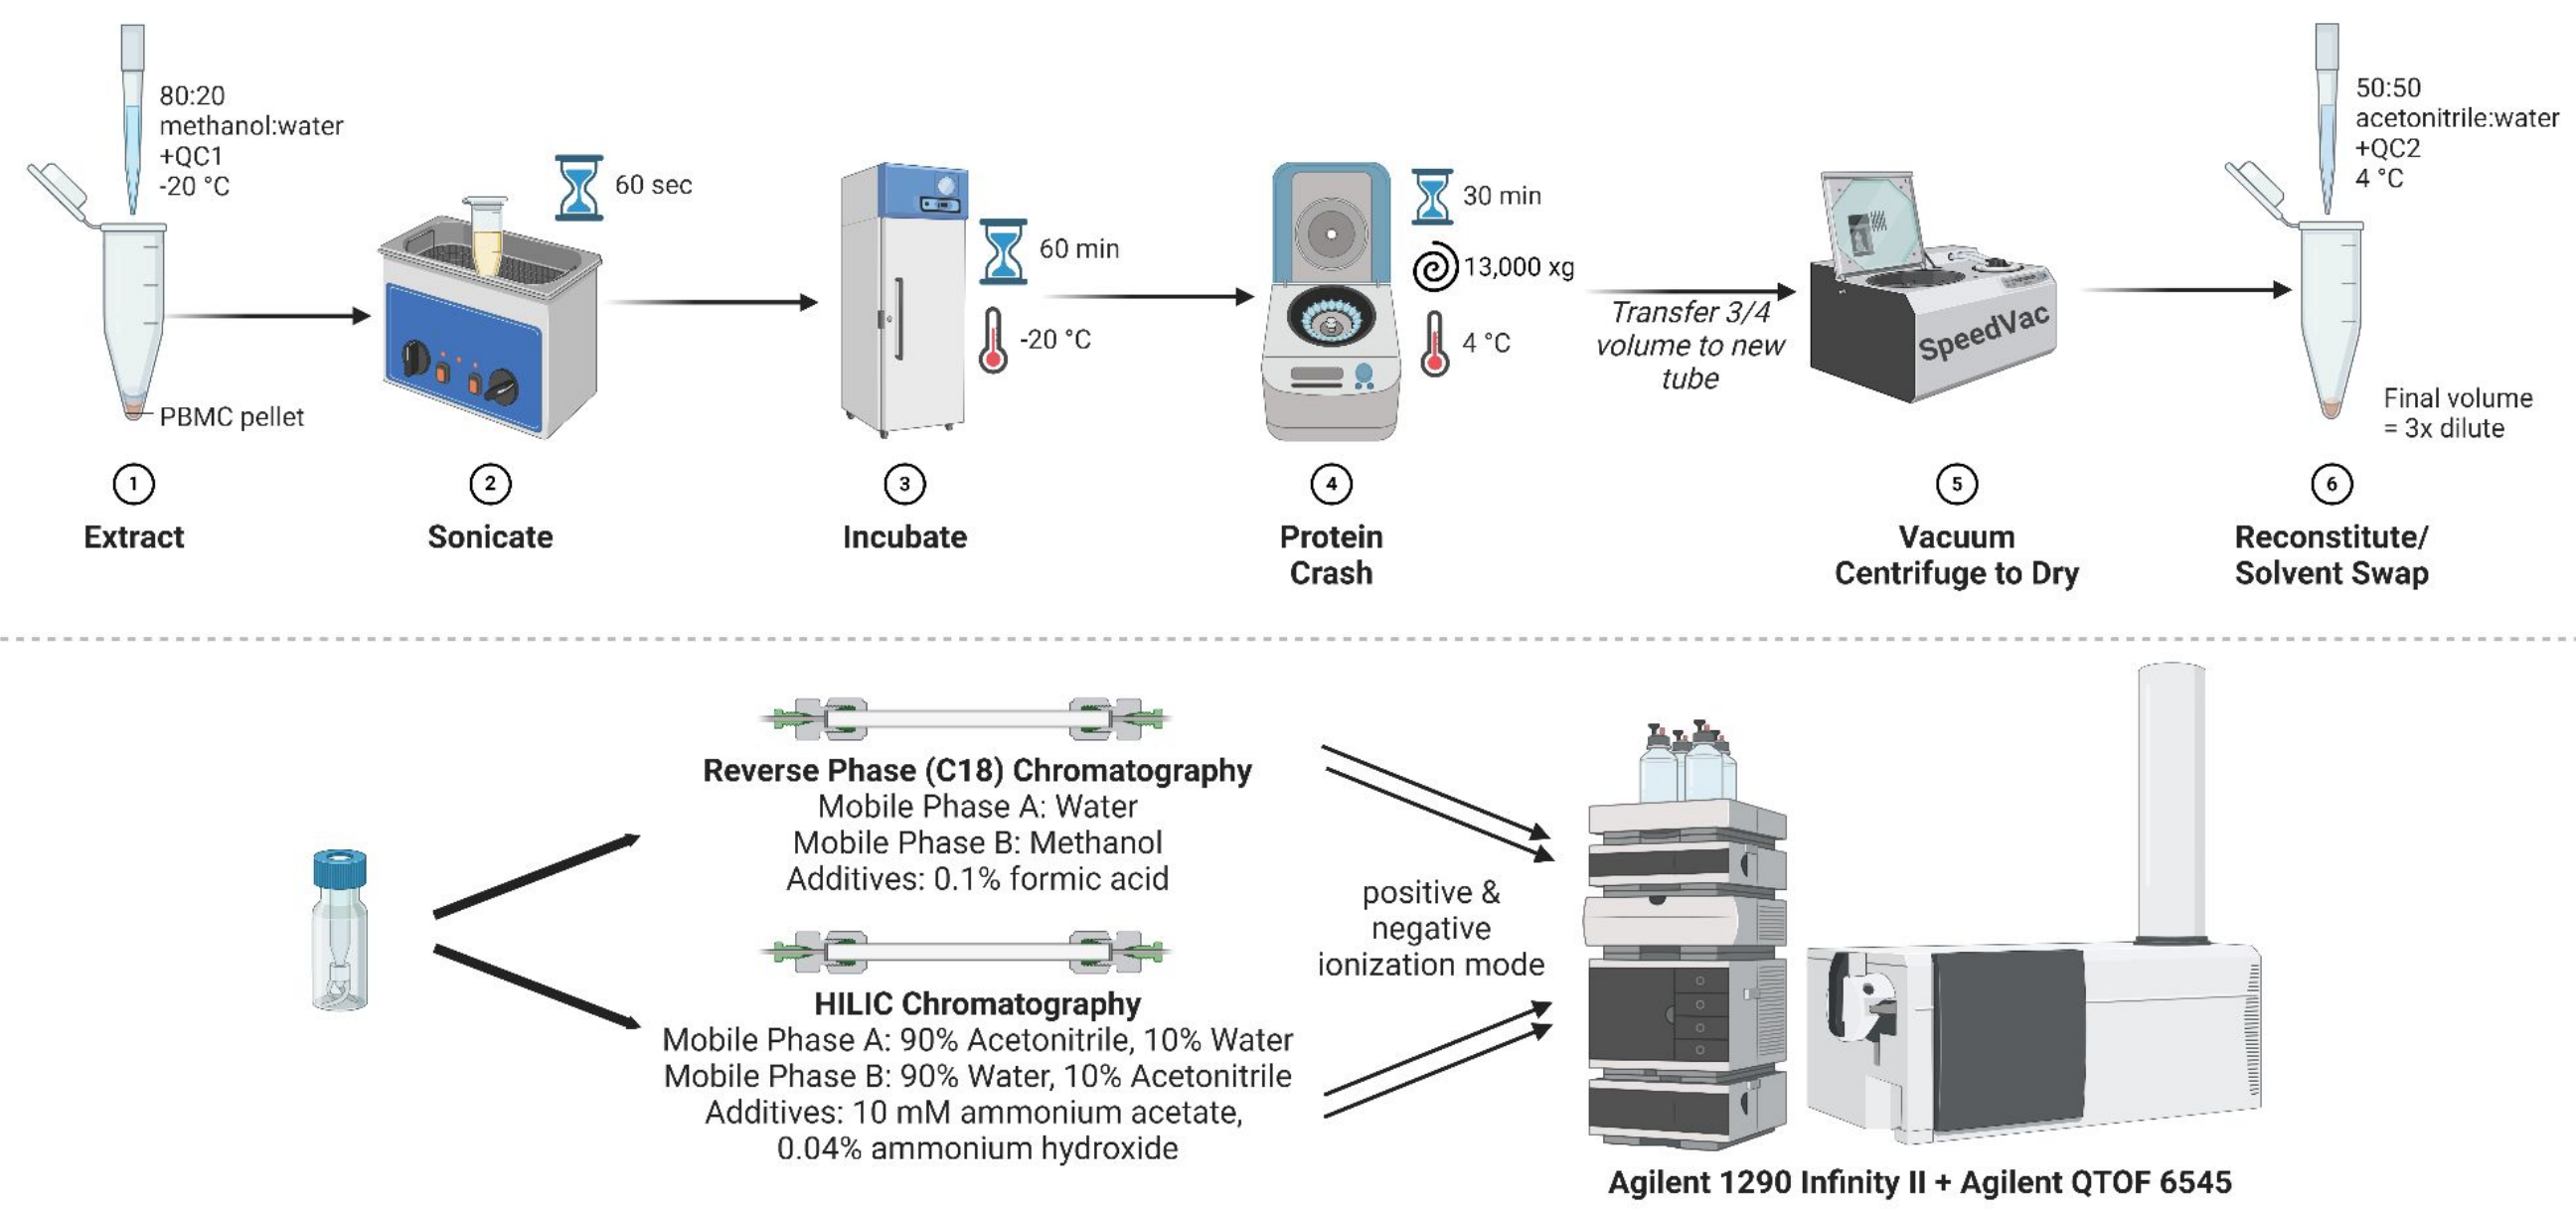 80:20
methanol:water
+QC1
-20 °C
PBMC pellet
1
Extract
60 sec
2
Sonicate
60 min
-20 °C
3
Incubate
30 min
13,000 xg
4 °C
4
Protein
Crash
Transfer 3/4
volume to new
tube
SpeedVac
5
Vacuum
Centrifuge to Dry
50:50
acetonitrile:water
+QC2
4 °C
Final volume
= 3x dilute
6
Reconstitute/
Solvent Swap
Reverse Phase (C18) Chromatography
Mobile Phase A: Water
Mobile Phase B: Methanol
Additives: 0.1% formic acid
HILIC Chromatography
Mobile Phase A: 90% Acetonitrile, 10% Water
Mobile Phase B: 90% Water, 10% Acetonitrile
Additives: 10 mM ammonium acetate,
0.04% ammonium hydroxide
positive &
negative
ionization mode
Agilent 1290 Infinity II + Agilent QTOF 6545